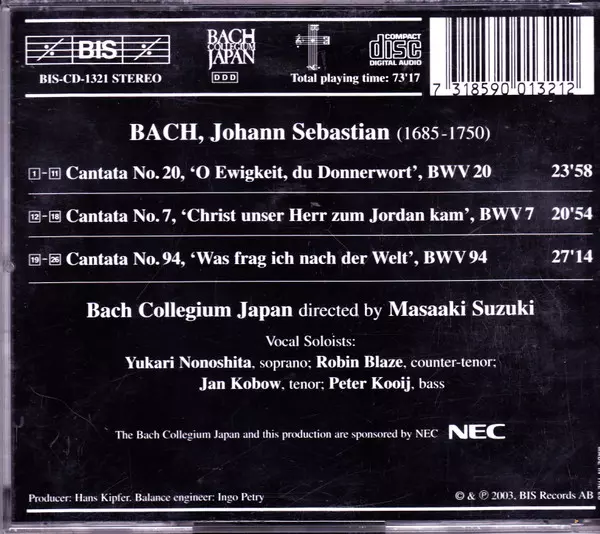 BIS
BIS-CD-1321 STEREO
BACH
COLLEGIUM
JAPAN
DDD
COMPACT
disc
DIGITAL AUDIO
Total playing time: 73'17
7 318590 013212
BACH, Johann Sebastian (1685-1750)
1-11 Cantata No. 20, ‘O Ewigkeit, du Donnerwort’, BWV 20 23'58
12-18 Cantata No. 7, ‘Christ unser Herr zum Jordan kam’, BWV 7 20'54
19-26 Cantata No. 94, ‘Was frag ich nach der Welt’, BWV 94 27'14
Bach Collegium Japan directed by Masaaki Suzuki
Vocal Soloists:
Yukari Nonoshita, soprano; Robin Blaze, counter-tenor;
Jan Kobow, tenor; Peter Kooij, bass
The Bach Collegium Japan and this production are sponsored by NEC NEC
Producer: Hans Kipfer. Balance engineer: Ingo Petry
© & ℗ 2003, BIS Records AB